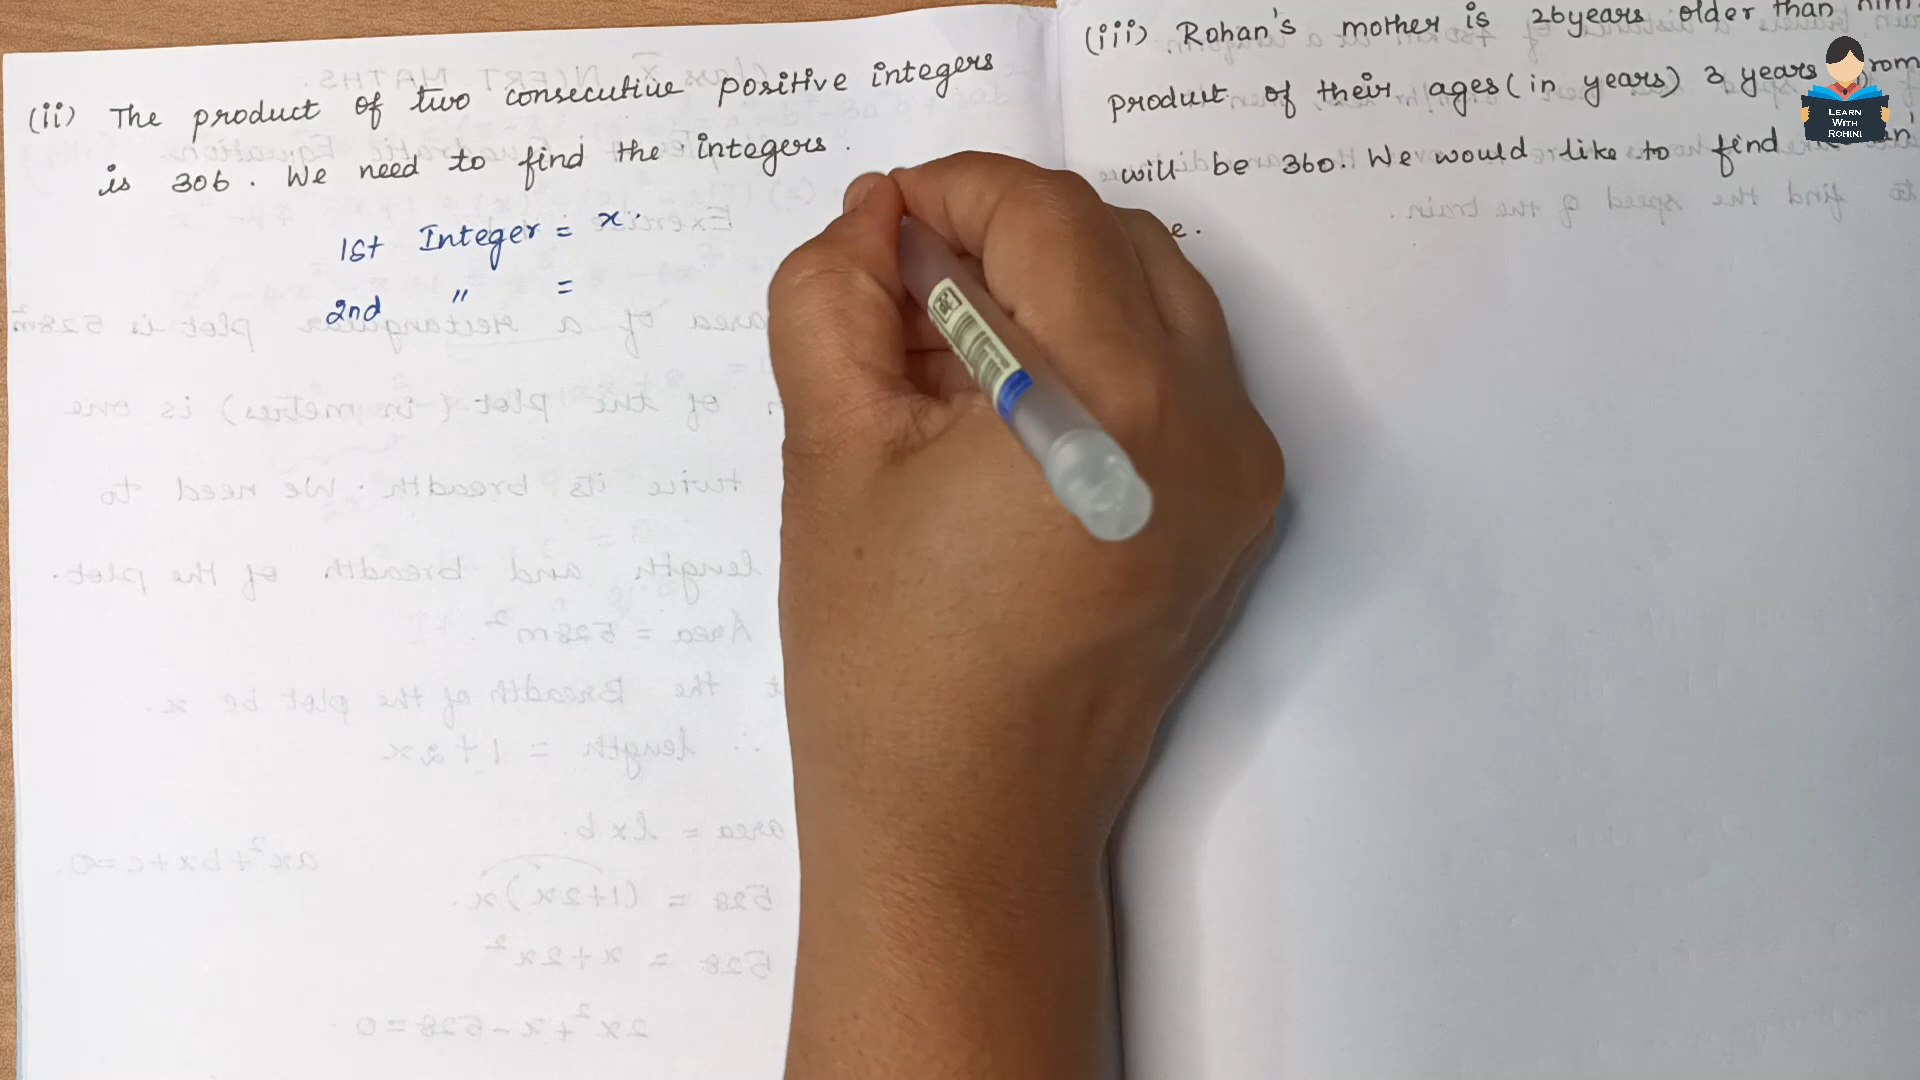 (ii) The product of two consecutive positive integers
is 306. We need to find the integers.
1st Integer = x.
2nd " =
(iii) Rohan's mother is 26years older than him.
product of their ages (in years) 3 years from
will be 360. We would like to find
e.
LEARN
WITH
ROHINI